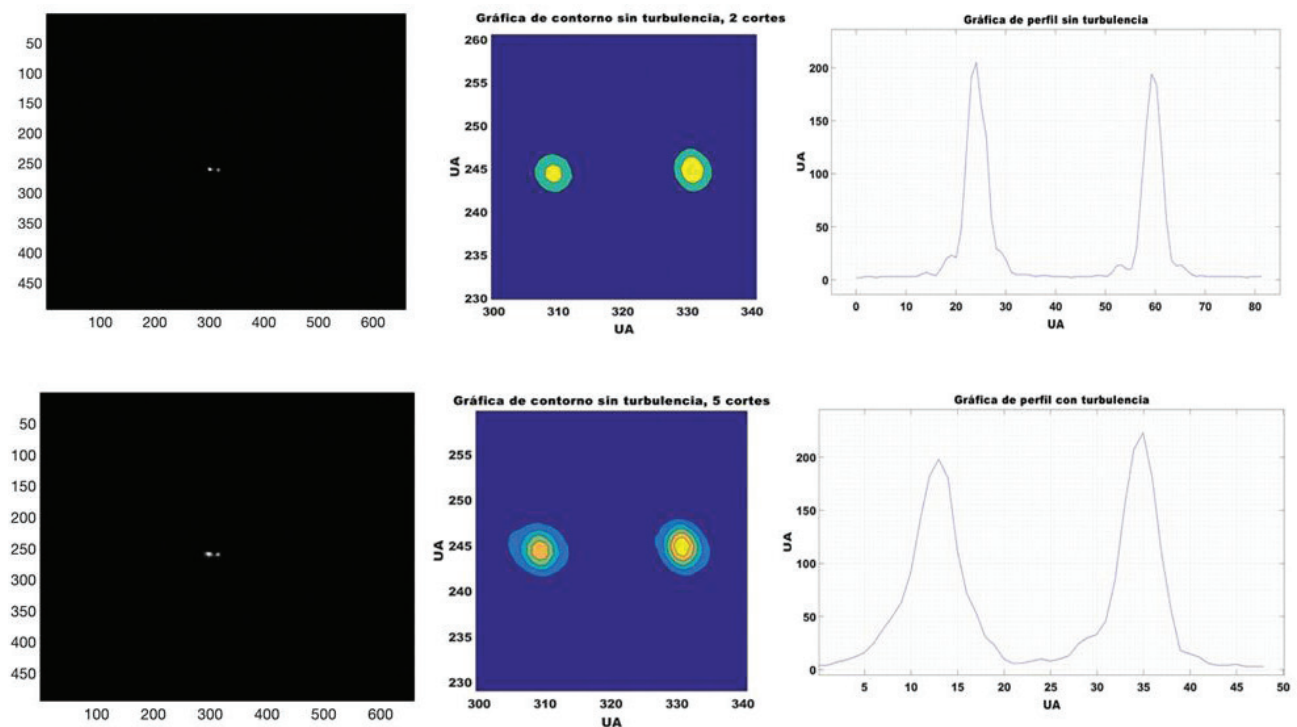 50
100
150
200
250
300
350
400
450
100 200 300 400 500 600
Gráfica de contorno sin turbulencia, 2 cortes
260
255
250
245
240
235
230
UA
300 310 320 330 340
UA
Gráfica de perfil sin turbulencia
200
150
100
50
0
UA
0 10 20 30 40 50 60 70 80
UA
50
100
150
200
250
300
350
400
450
100 200 300 400 500 600
Gráfica de contorno sin turbulencia, 5 cortes
255
250
245
240
235
230
UA
300 310 320 330 340
UA
Gráfica de perfil con turbulencia
200
150
100
50
0
UA
5 10 15 20 25 30 35 40 45 50
UA